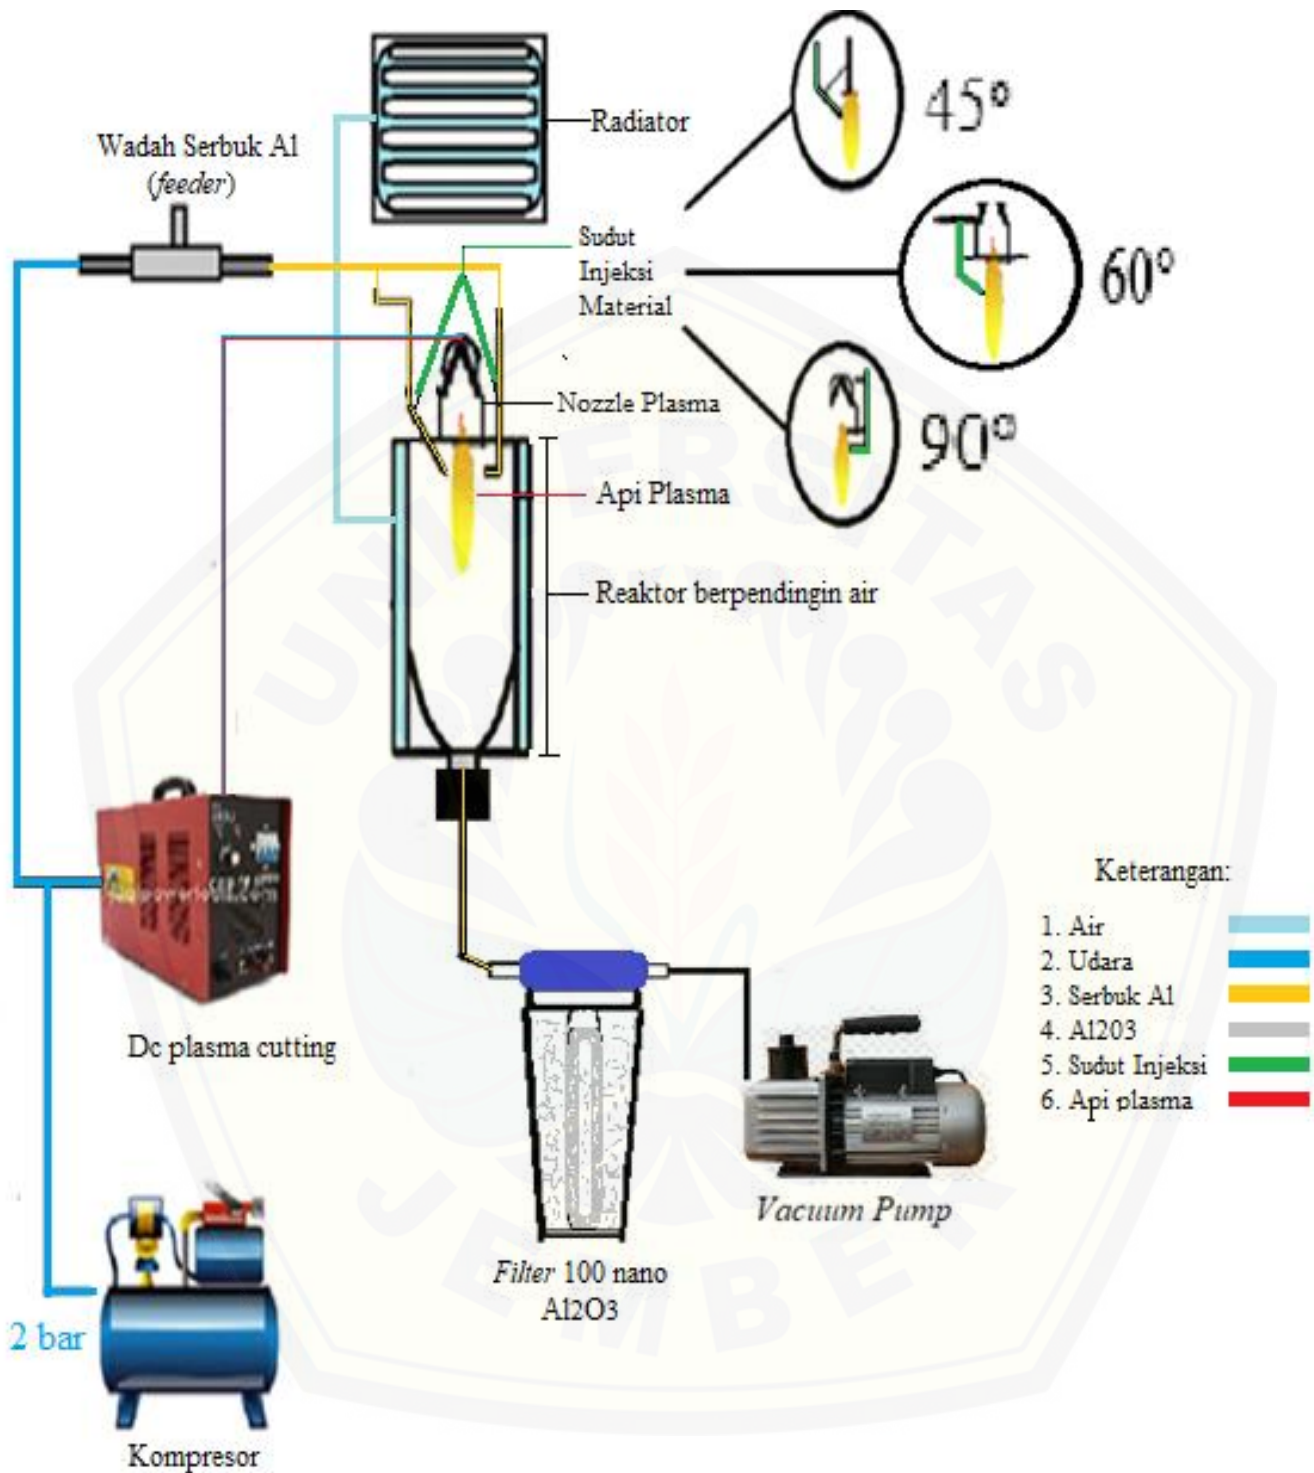 Radiator
45°
Wadah Serbuk Al
(feeder)
Sudut
Injeksi
Material
60°
Nozzle Plasma
90°
Api Plasma
Reaktor berpendingin air
Keterangan:
1. Air
2. Udara
3. Serbuk Al
4. Al2O3
5. Sudut Injeksi
6. Api plasma
Dc plasma cutting
Vacuum Pump
Filter 100 nano
Al2O3
2 bar
Kompresor
UNIVERSITAS
JEMBER